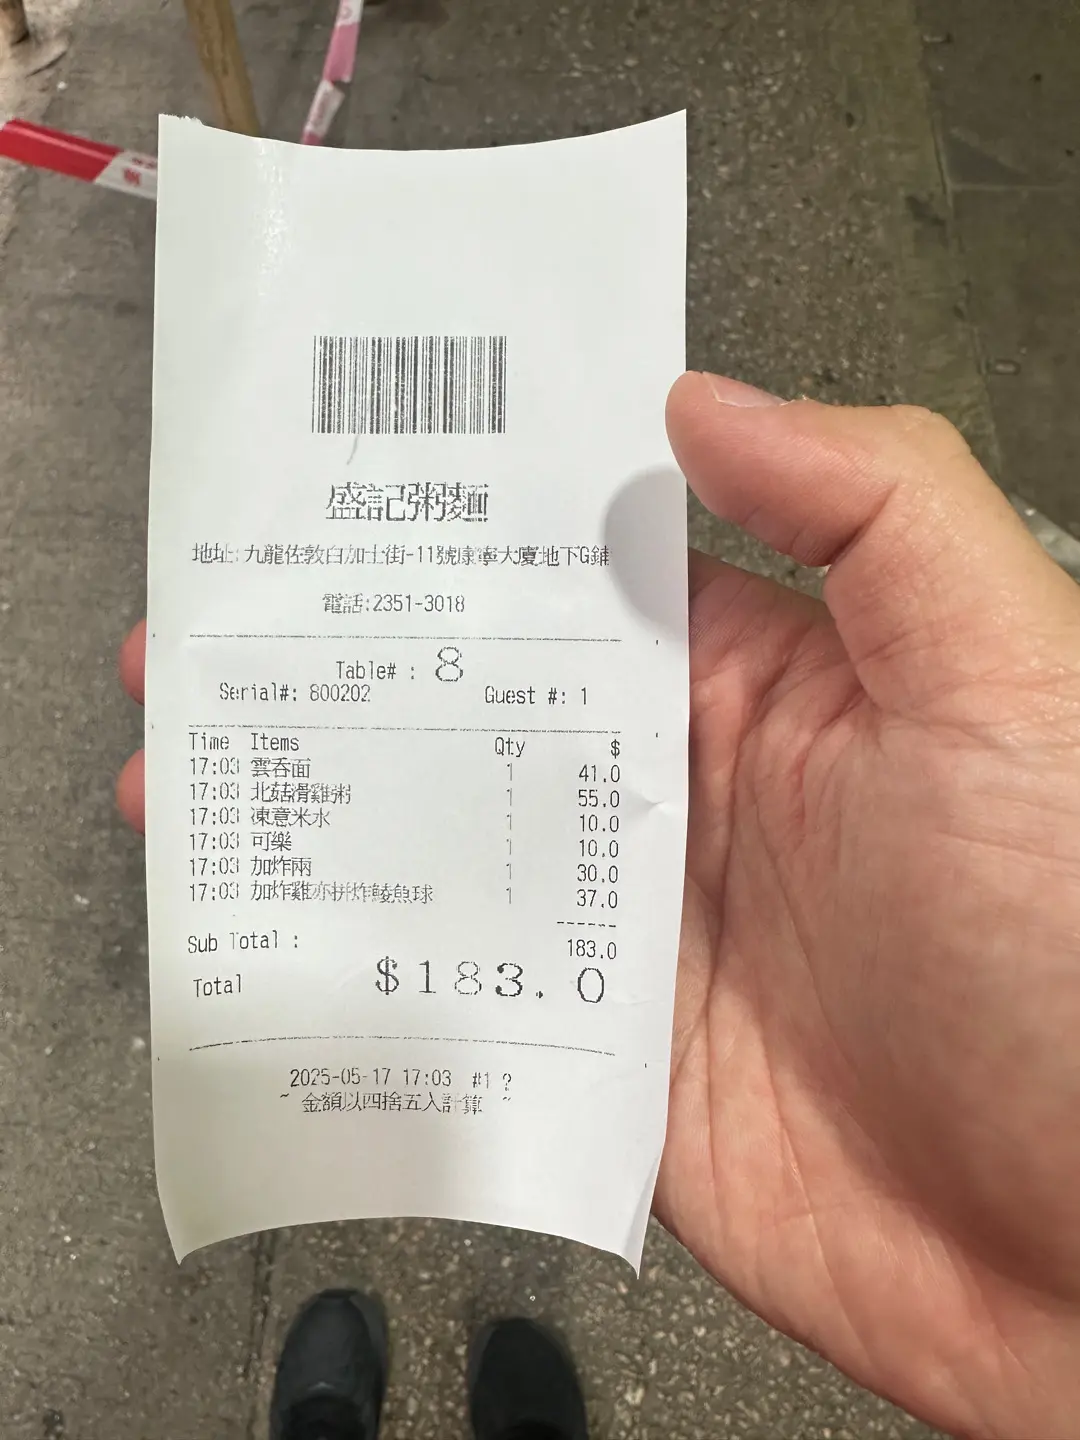 盛記粥麵
地址:九龍佐敦白加士街-11號康寧大廈地下G鋪
電話:2351-3018
Table# : 8
Serial#: 800202 Guest #: 1
Time Items Qty $
17:03 雲吞面 1 41.0
17:03 北菇滑雞粥 1 55.0
17:03 凍意米水 1 10.0
17:03 可樂 1 10.0
17:03 加炸兩 1 30.0
17:03 加炸雞亦拼炸鯪魚球 1 37.0
Sub Total : 183.0
Total $183.0
2025-05-17 17:03 #1 ?
~ 金額以四捨五入計算 ~